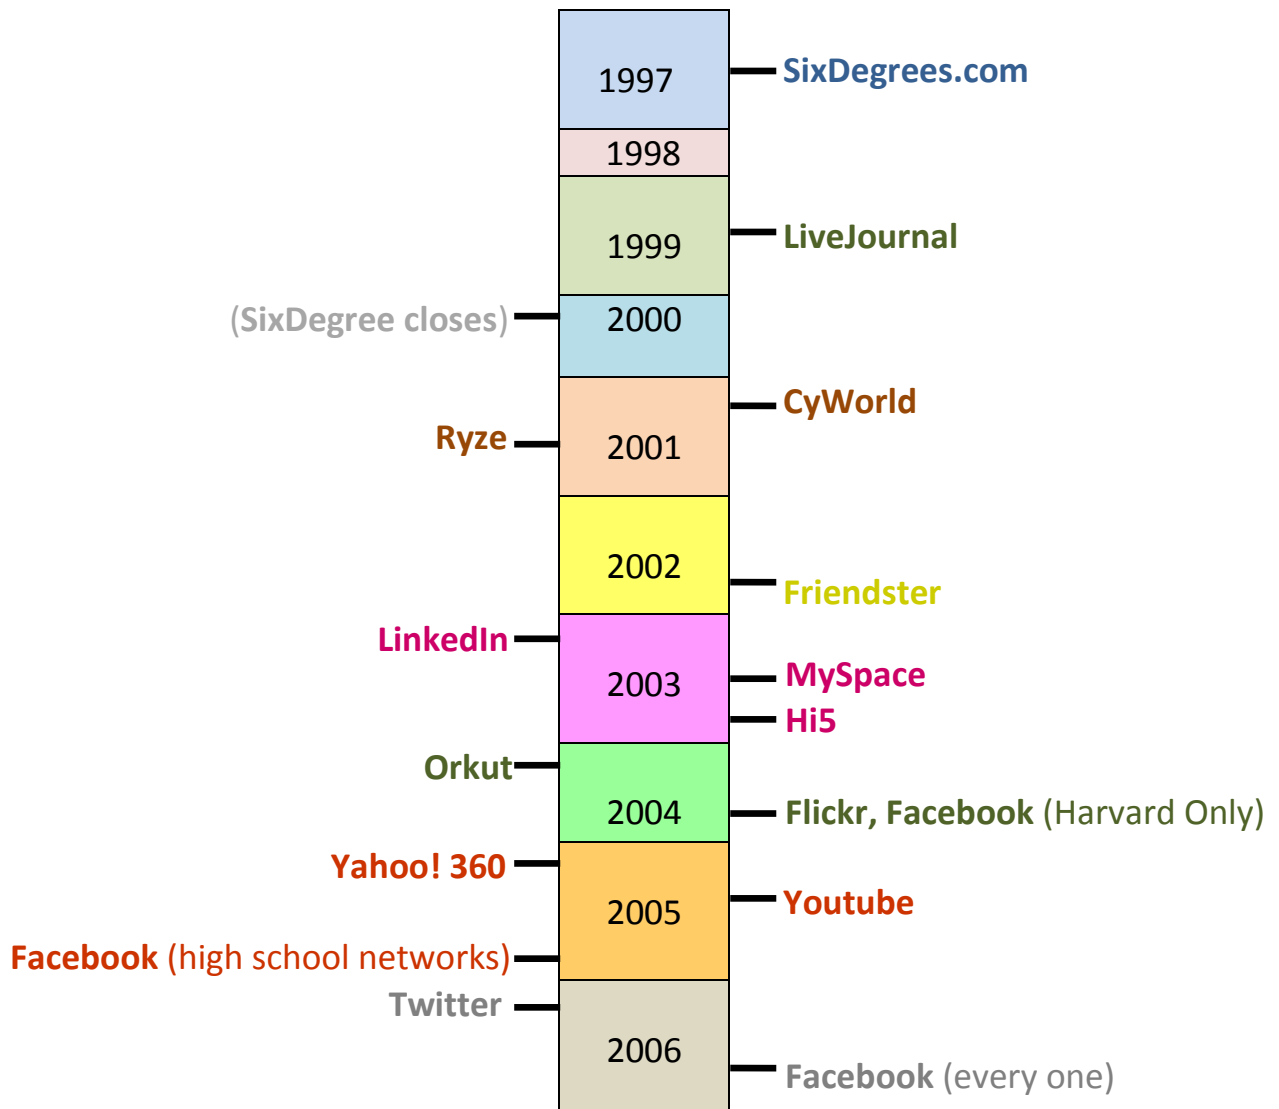 1997
SixDegrees.com
1998
1999
LiveJournal
(SixDegree closes)
2000
CyWorld
Ryze
2001
2002
Friendster
LinkedIn
MySpace
2003
Hi5
Orkut
2004
Flickr, Facebook (Harvard Only)
Yahoo! 360
Youtube
2005
Facebook (high school networks)
Twitter
2006
Facebook (every one)